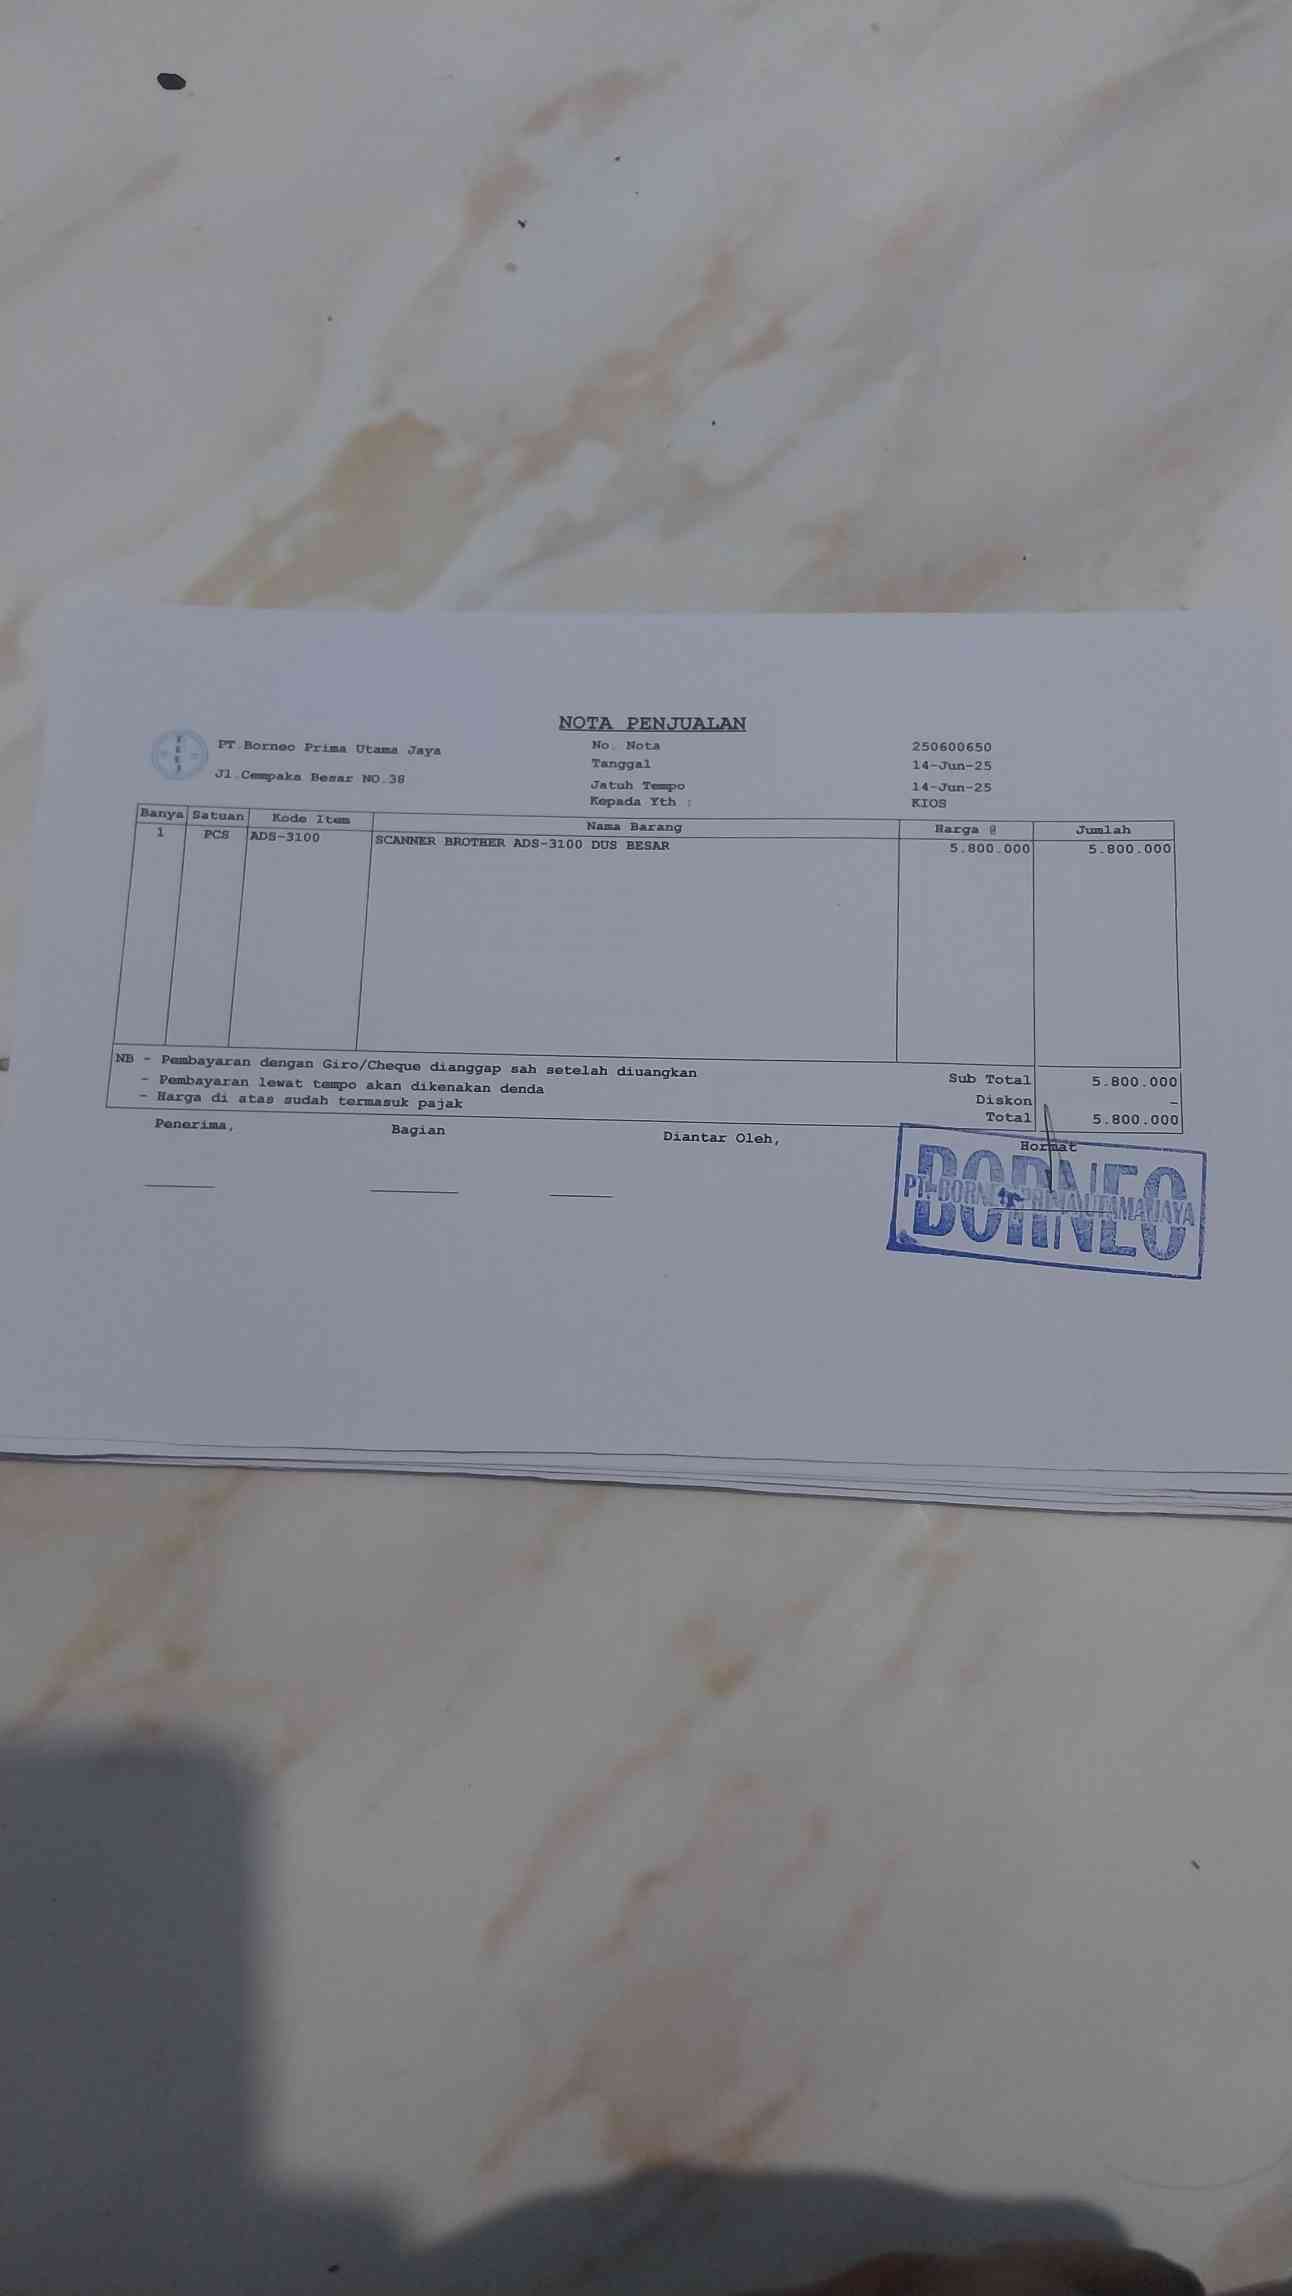 NOTA PENJUALAN
PT.Borneo Prima Utama Jaya
Jl.Cempaka Besar NO.38
No. Nota 250600650
Tanggal 14-Jun-25
Jatuh Tempo 14-Jun-25
Kepada Yth : KIOS
Banya Satuan Kode Item Nama Barang Harga @ Jumlah
1 PCS ADS-3100 SCANNER BROTHER ADS-3100 DUS BESAR 5.800.000 5.800.000
NB - Pembayaran dengan Giro/Cheque dianggap sah setelah diuangkan
- Pembayaran lewat tempo akan dikenakan denda
- Harga di atas sudah termasuk pajak
Sub Total 5.800.000
Diskon -
Total 5.800.000
Penerima, Bagian Diantar Oleh, Hormat
BORNEO
PT. BORNEO PRIMA UTAMA JAYA